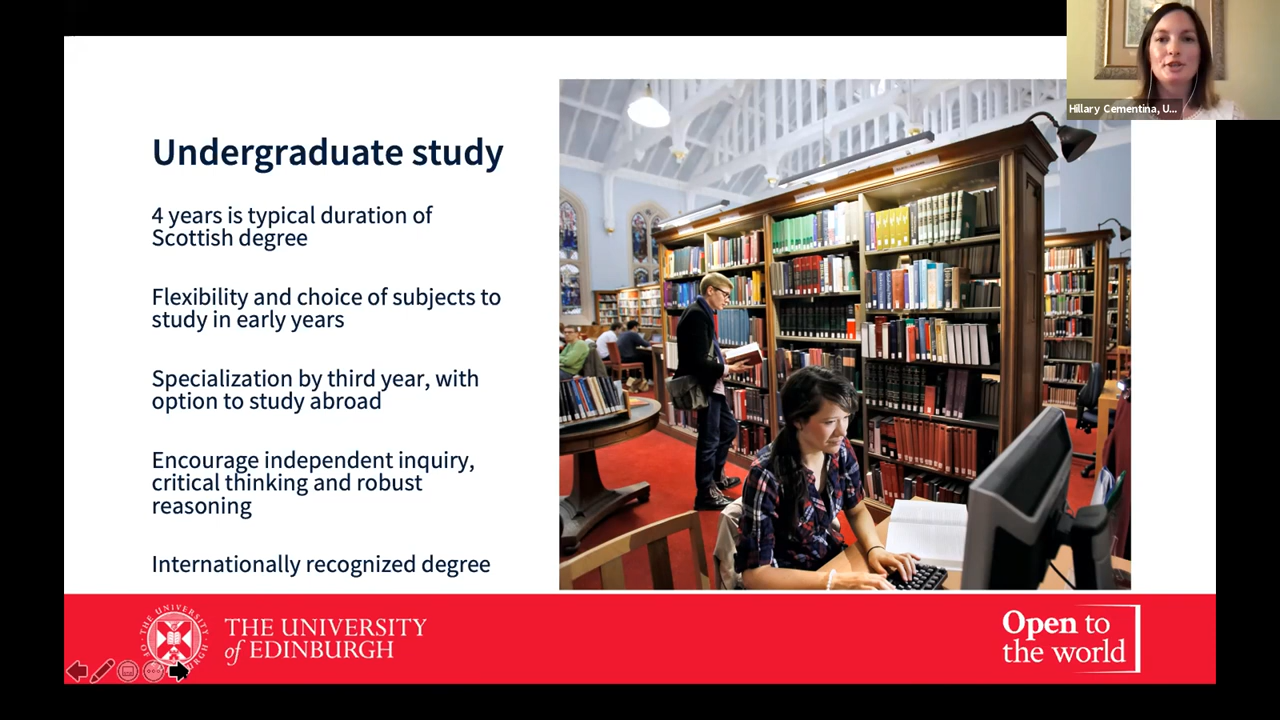 Hillary Cementina, U...
Undergraduate study
4 years is typical duration of
Scottish degree
Flexibility and choice of subjects to
study in early years
Specialization by third year, with
option to study abroad
Encourage independent inquiry,
critical thinking and robust
reasoning
Internationally recognized degree
THE UNIVERSITY
of EDINBURGH
Open to
the world